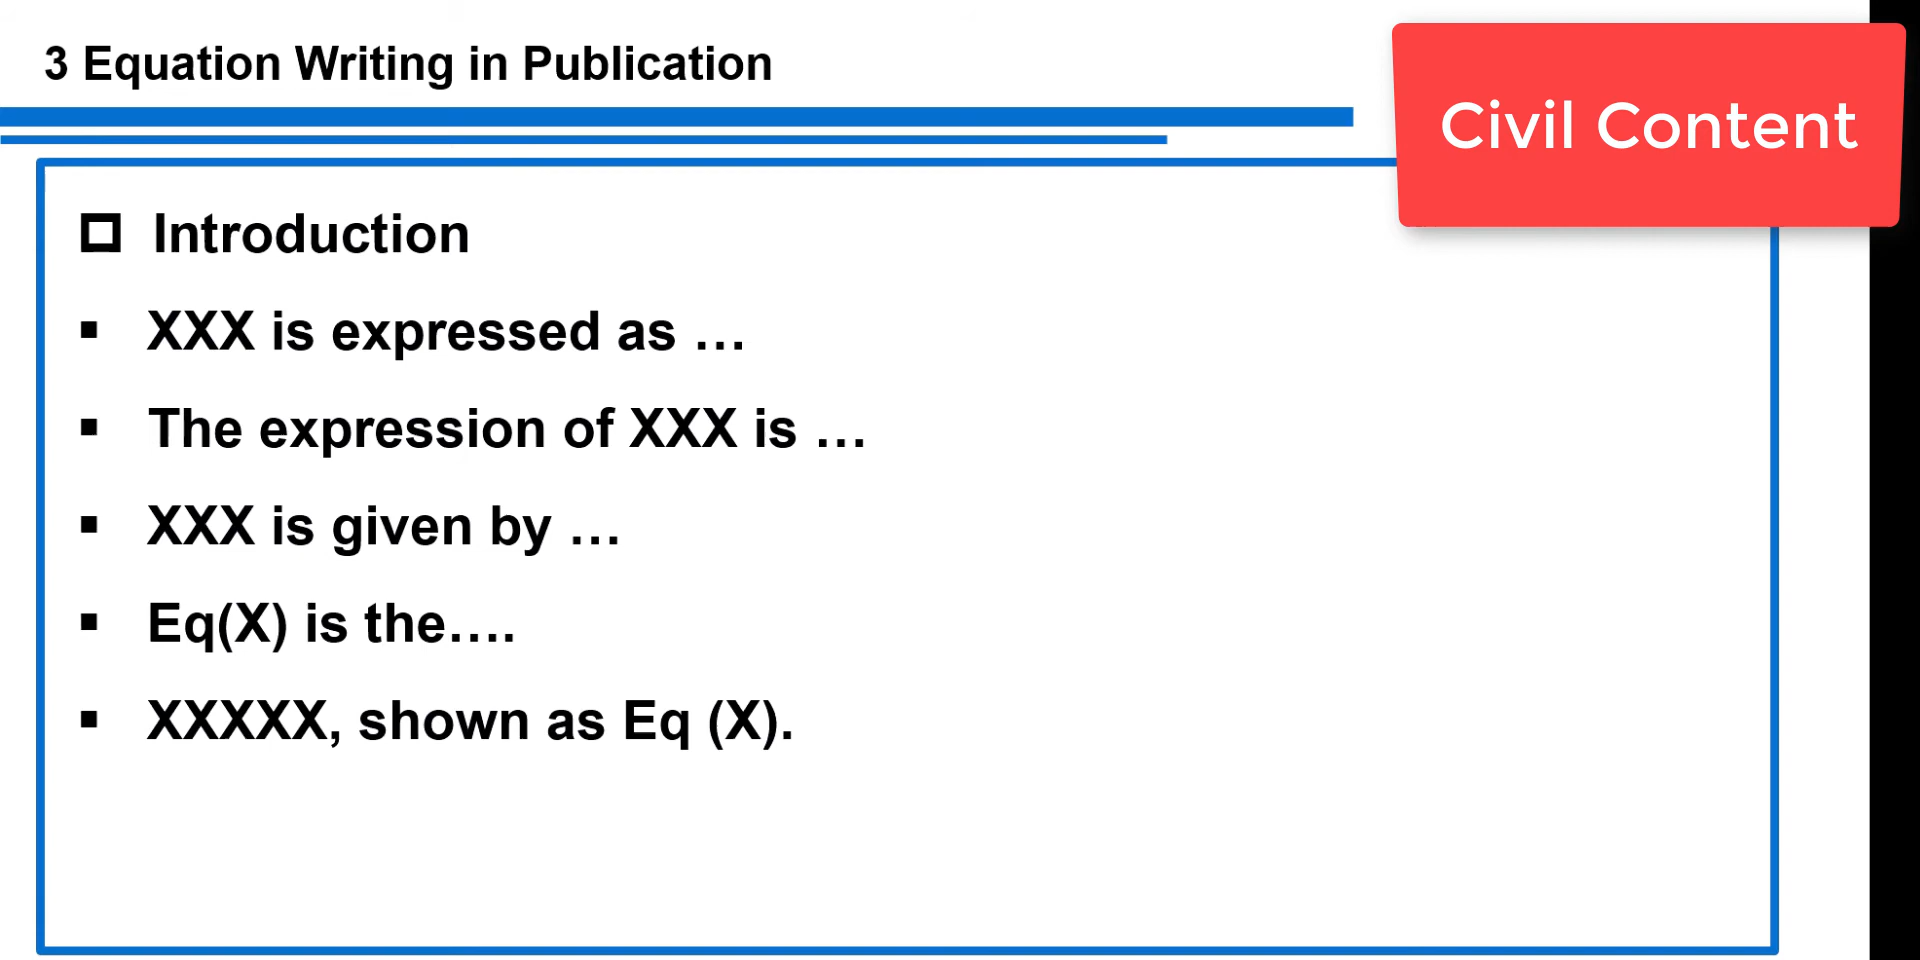 3 Equation Writing in Publication
Civil Content
Introduction
XXX is expressed as …
The expression of XXX is …
XXX is given by …
Eq(X) is the….
XXXXX, shown as Eq (X).